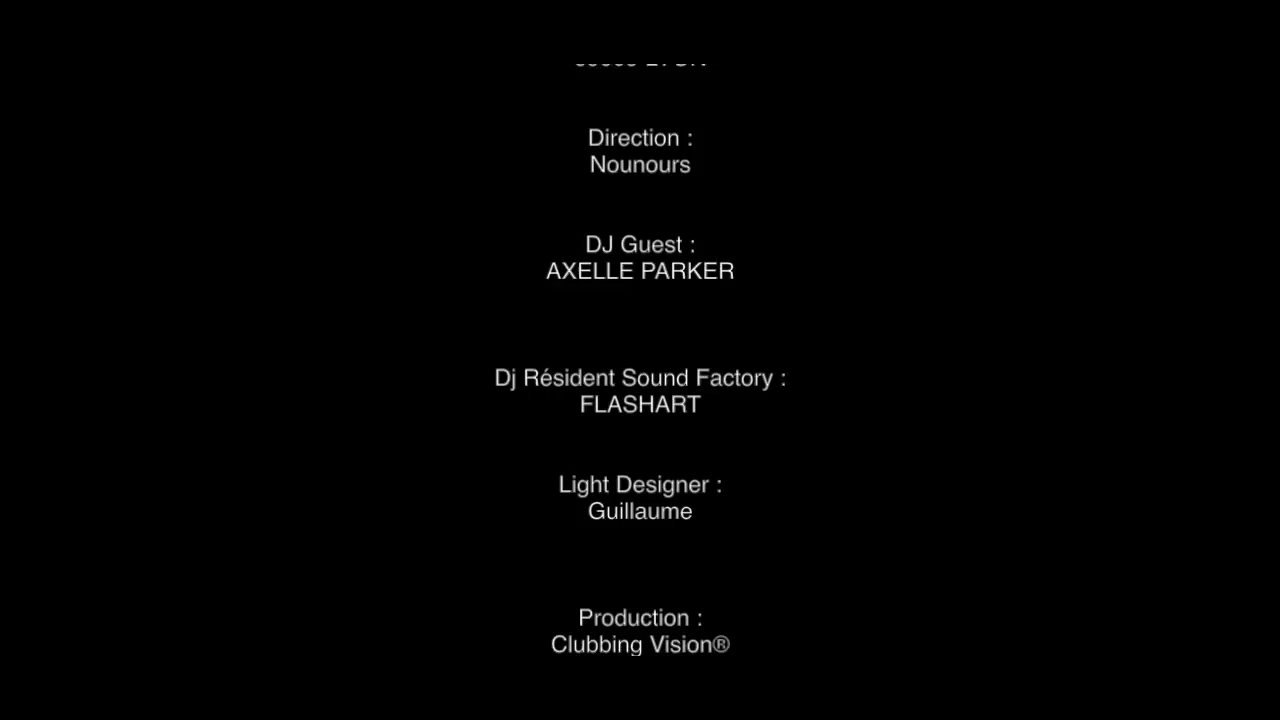 Direction :
Nounours
DJ Guest :
AXELLE PARKER
Dj Résident Sound Factory :
FLASHART
Light Designer :
Guillaume
Production :
Clubbing Vision®